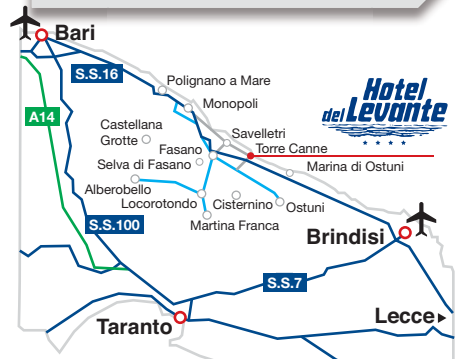 Bari
S.S.16
Polignano a Mare
Hotel
del Levante
A14
Monopoli
Castellana
Grotte
Savelletri
Fasano
Torre Canne
Selva di Fasano
Marina di Ostuni
Alberobello
Locorotondo
Cisternino
Ostuni
S.S.100
Martina Franca
Brindisi
S.S.7
Lecce
Taranto